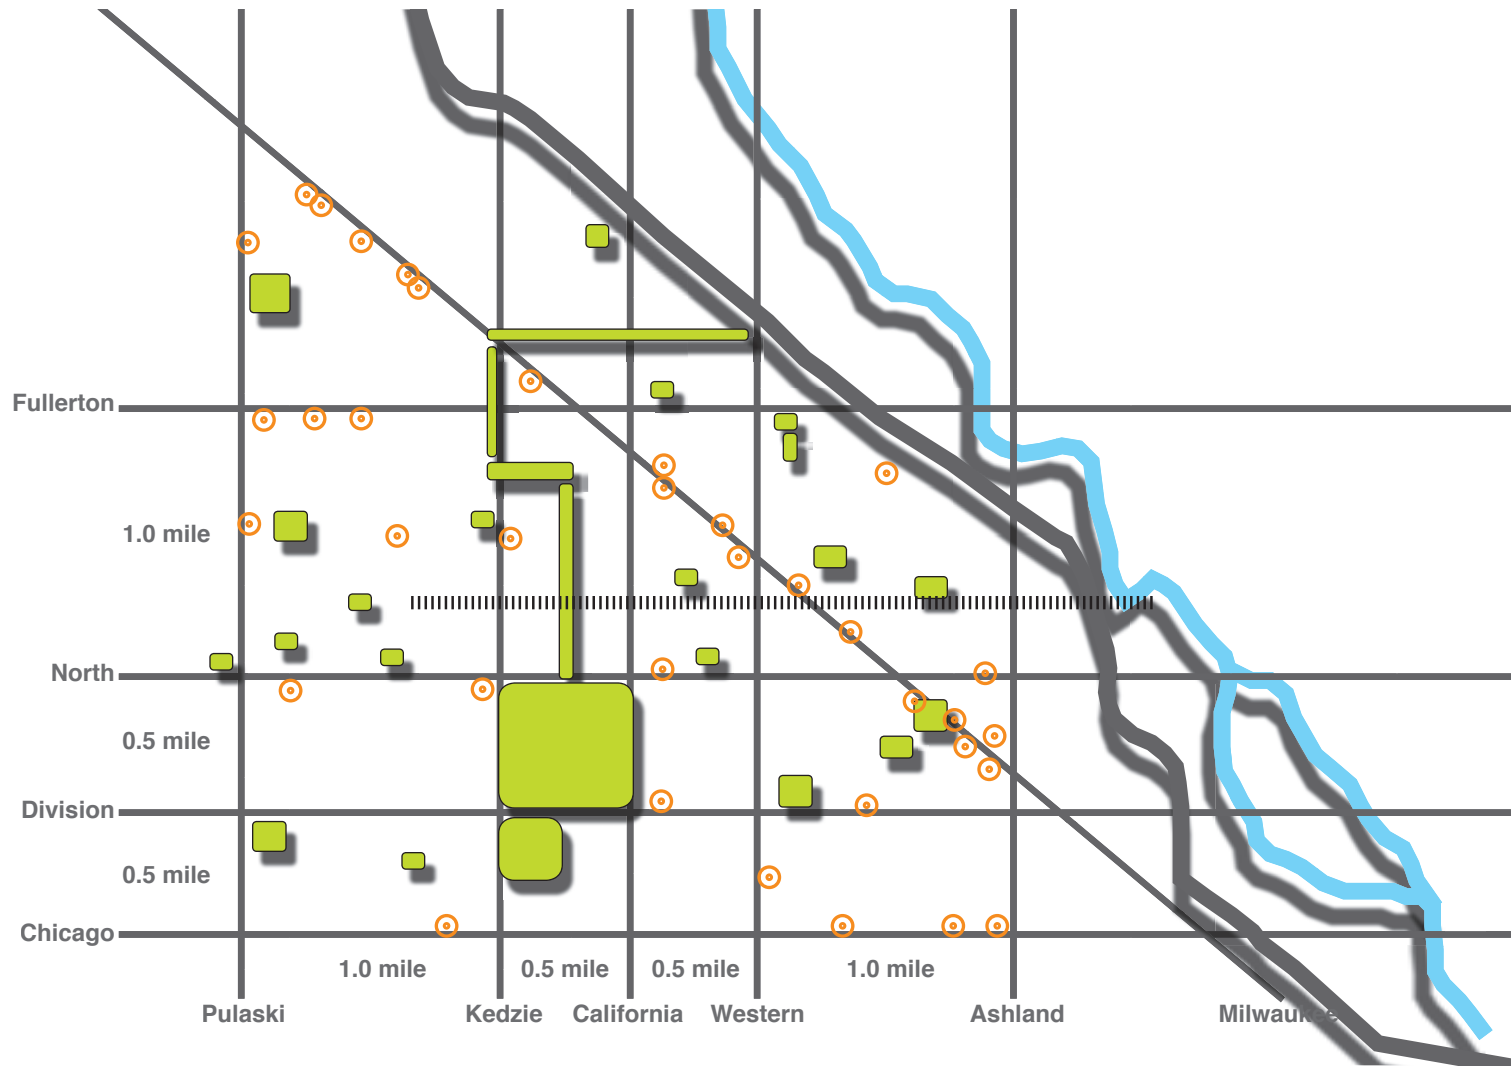 Fullerton
1.0 mile
North
0.5 mile
Division
0.5 mile
Chicago
1.0 mile 0.5 mile 0.5 mile 1.0 mile
Pulaski Kedzie California Western Ashland Milwaukee